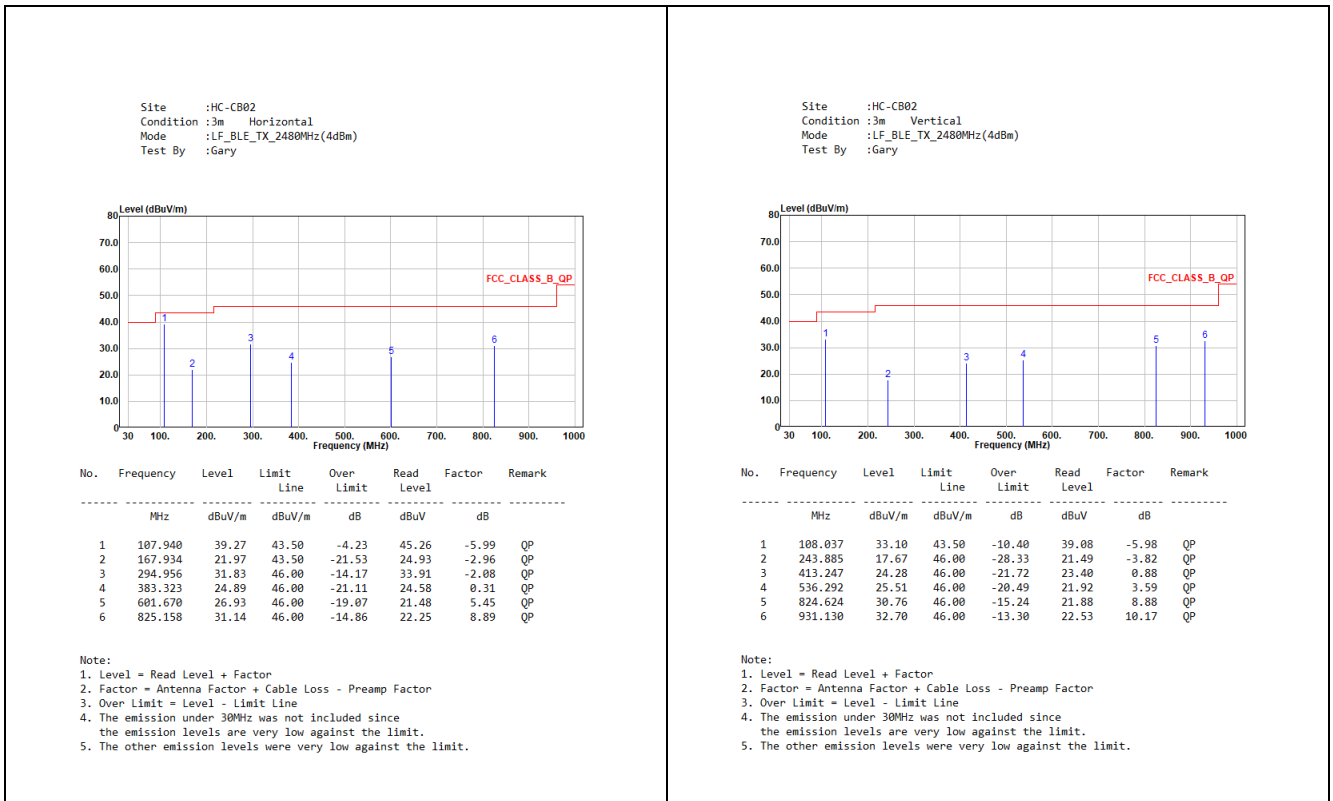 Site      :HC-CB02
Condition :3m    Horizontal
Mode      :LF_BLE_TX_2480MHz(4dBm)
Test By   :Gary
Level (dBuV/m)
80
70.0
60.0
FCC_CLASS_B_QP
50.0
40.0
1
30.0
3 6
4 5
2
20.0
10.0
0
30 100. 200. 300. 400. 500. 600. 700. 800. 900. 1000
Frequency (MHz)
No. Frequency Level Limit Over Read Factor Remark
Line Limit Level
------ ---------- -------- --------- --------- -------- --------- ---------
MHz dBuV/m dBuV/m dB dBuV dB
1 107.940 39.27 43.50 -4.23 45.26 -5.99 QP
2 167.934 21.97 43.50 -21.53 24.93 -2.96 QP
3 294.956 31.83 46.00 -14.17 33.91 -2.08 QP
4 383.323 24.89 46.00 -21.11 24.58 0.31 QP
5 601.670 26.93 46.00 -19.07 21.48 5.45 QP
6 825.158 31.14 46.00 -14.86 22.25 8.89 QP
Note:
1. Level = Read Level + Factor
2. Factor = Antenna Factor + Cable Loss - Preamp Factor
3. Over Limit = Level - Limit Line
4. The emission under 30MHz was not included since
the emission levels are very low against the limit.
5. The other emission levels were very low against the limit.
Site      :HC-CB02
Condition :3m    Vertical
Mode      :LF_BLE_TX_2480MHz(4dBm)
Test By   :Gary
Level (dBuV/m)
80
70.0
60.0
FCC_CLASS_B_QP
50.0
40.0
1
30.0
5 6
3 4
2
20.0
10.0
0
30 100. 200. 300. 400. 500. 600. 700. 800. 900. 1000
Frequency (MHz)
No. Frequency Level Limit Over Read Factor Remark
Line Limit Level
------ ---------- -------- --------- --------- -------- --------- ---------
MHz dBuV/m dBuV/m dB dBuV dB
1 108.037 33.10 43.50 -10.40 39.08 -5.98 QP
2 243.885 17.67 46.00 -28.33 21.49 -3.82 QP
3 413.247 24.28 46.00 -21.72 23.40 0.88 QP
4 536.292 25.51 46.00 -20.49 21.92 3.59 QP
5 824.624 30.76 46.00 -15.24 21.88 8.88 QP
6 931.130 32.70 46.00 -13.30 22.53 10.17 QP
Note:
1. Level = Read Level + Factor
2. Factor = Antenna Factor + Cable Loss - Preamp Factor
3. Over Limit = Level - Limit Line
4. The emission under 30MHz was not included since
the emission levels are very low against the limit.
5. The other emission levels were very low against the limit.